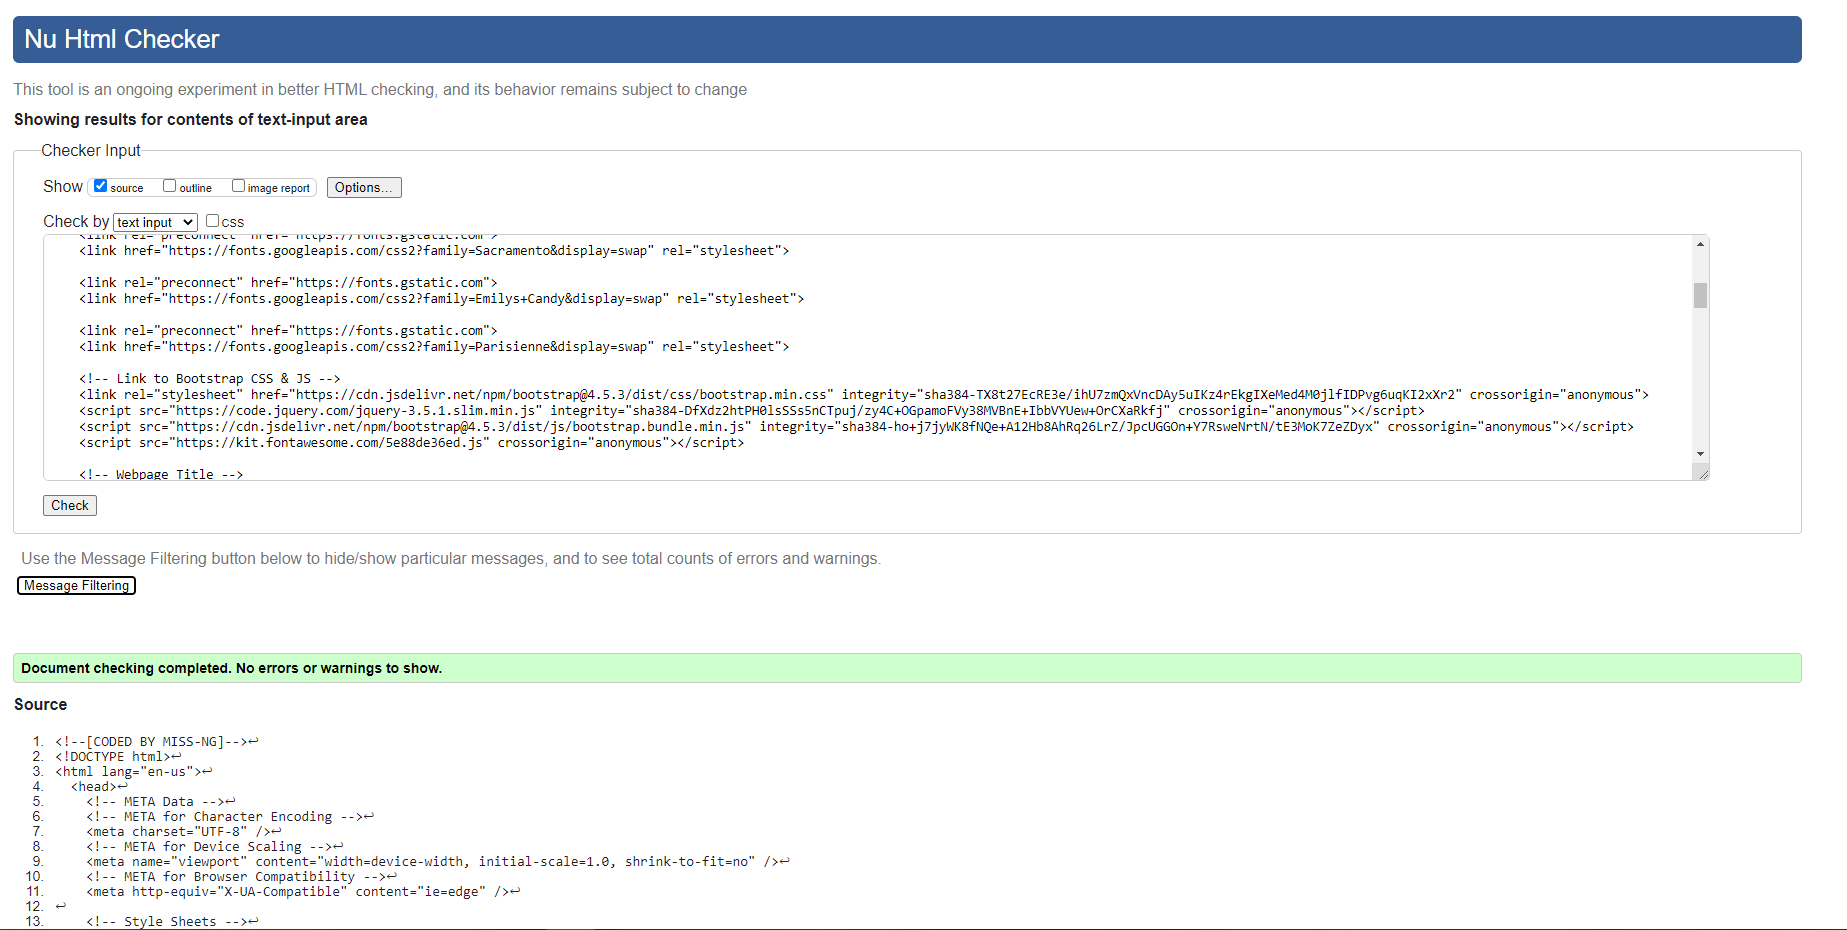 Nu Html Checker
This tool is an ongoing experiment in better HTML checking, and its behavior remains subject to change
Showing results for contents of text-input area
Checker Input
Show source outline image report Options...
Check by text input css
<link rel="preconnect" href="https://fonts.gstatic.com">
<link href="https://fonts.googleapis.com/css2?family=Sacramento&display=swap" rel="stylesheet">
<link rel="preconnect" href="https://fonts.gstatic.com">
<link href="https://fonts.googleapis.com/css2?family=Emilys+Candy&display=swap" rel="stylesheet">
<link rel="preconnect" href="https://fonts.gstatic.com">
<link href="https://fonts.googleapis.com/css2?family=Parisienne&display=swap" rel="stylesheet">
<!-- Link to Bootstrap CSS & JS -->
<link rel="stylesheet" href="https://cdn.jsdelivr.net/npm/bootstrap@4.5.3/dist/css/bootstrap.min.css" integrity="sha384-TX8t27EcRE3e/ihU7zmQxVncDAy5uIKz4rEkgIXeMed4M0jlfIDPvg6uqKI2xXr2" crossorigin="anonymous">
<script src="https://code.jquery.com/jquery-3.5.1.slim.min.js" integrity="sha384-DfXdz2htPH0lsSSs5nCTpuj/zy4C+OGpamoFVy38MVBnE+IbbVYUew+OrCXaRkfj" crossorigin="anonymous"></script>
<script src="https://cdn.jsdelivr.net/npm/bootstrap@4.5.3/dist/js/bootstrap.bundle.min.js" integrity="sha384-ho+j7jyWK8fNQe+A12Hb8AhRq26LrZ/JpcUGGOn+Y7RsweNrtN/tE3MoK7ZeZDyx" crossorigin="anonymous"></script>
<script src="https://kit.fontawesome.com/5e88de36ed.js" crossorigin="anonymous"></script>
<!-- Webpage Title -->
Check
Use the Message Filtering button below to hide/show particular messages, and to see total counts of errors and warnings.
Message Filtering
Document checking completed. No errors or warnings to show.
Source
1. <!--[CODED BY MISS-NG]-->↩
2. <!DOCTYPE html>↩
3. <html lang="en-us">↩
4. <head>↩
5. <!-- META Data -->↩
6. <!-- META for Character Encoding -->↩
7. <meta charset="UTF-8" />↩
8. <!-- META for Device Scaling -->↩
9. <meta name="viewport" content="width=device-width, initial-scale=1.0, shrink-to-fit=no" />↩
10. <!-- META for Browser Compatibility -->↩
11. <meta http-equiv="X-UA-Compatible" content="ie=edge" />↩
12. ↩
13. <!-- Style Sheets -->↩